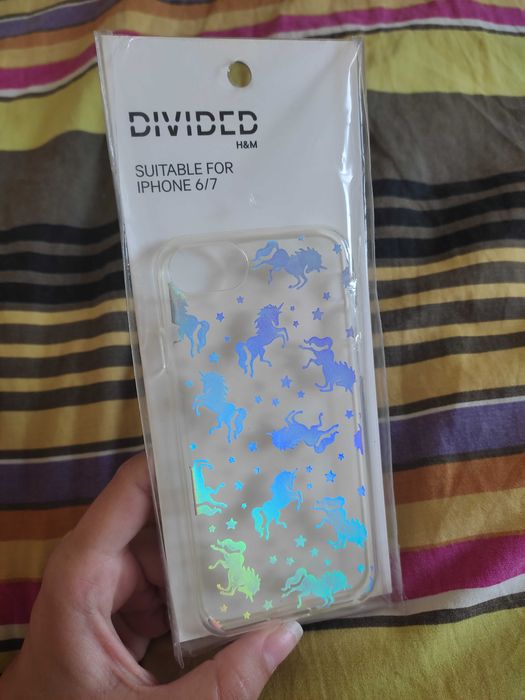 DIVIDED
H&M
SUITABLE FOR
IPHONE 6/7